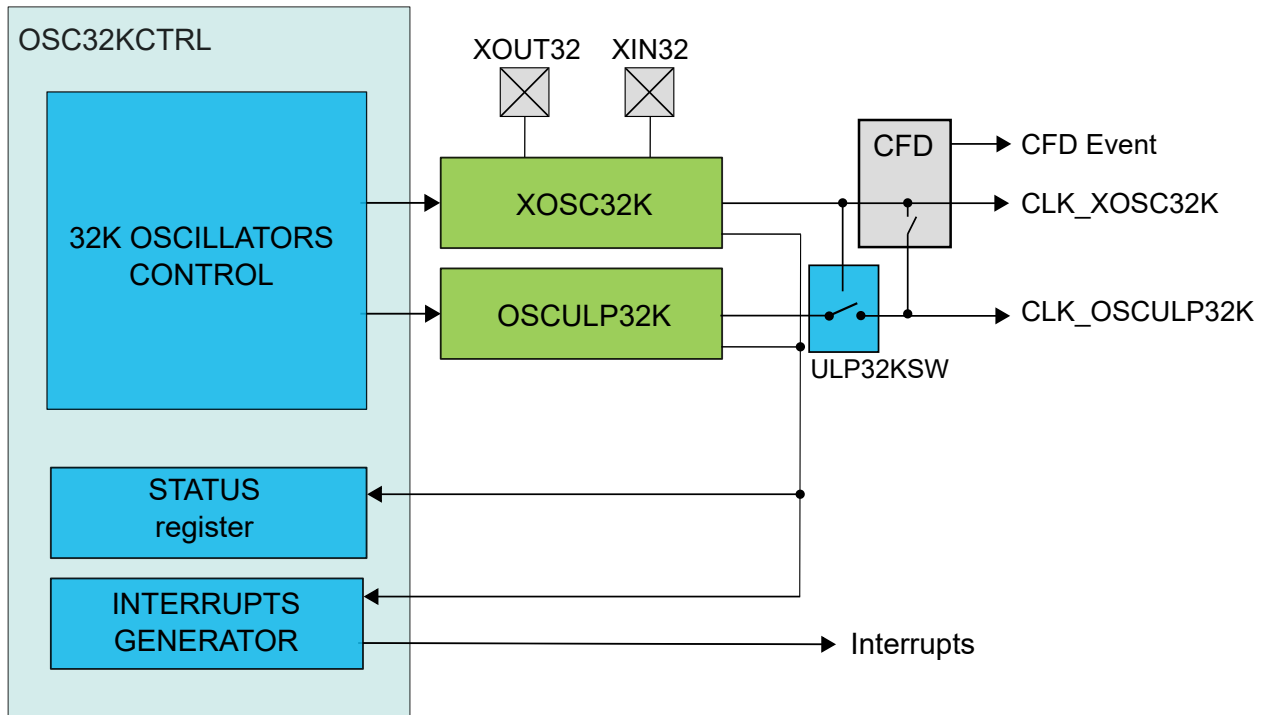 OSC32KCTRL
XOUT32
XIN32
32K OSCILLATORS
CONTROL
XOSC32K
OSCULP32K
CFD
CFD Event
CLK_XOSC32K
CLK_OSCULP32K
ULP32KSW
STATUS
register
INTERRUPTS
GENERATOR
Interrupts